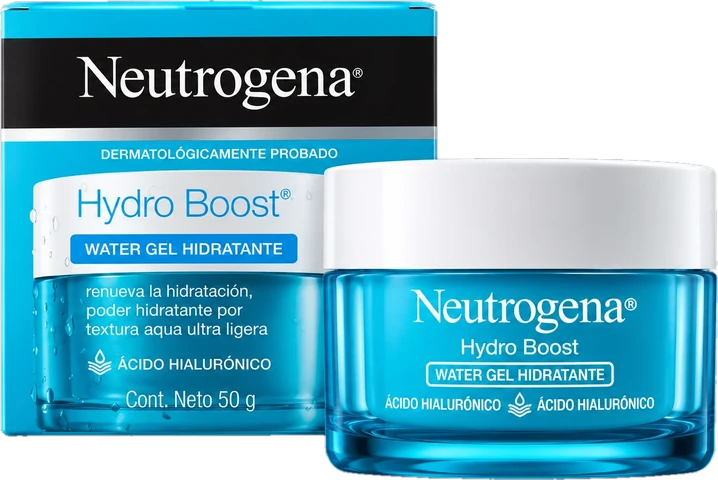 Neutrogena®
DERMATOLÓGICAMENTE PROBADO
Hydro Boost®
WATER GEL HIDRATANTE
renueva la hidratación,
poder hidratante por
textura aqua ultra ligera
ÁCIDO HIALURÓNICO
Cont. Neto 50 g
Neutrogena®
Hydro Boost
WATER GEL HIDRATANTE
ÁCIDO HIALURÓNICO ÁCIDO HIALURÓNICO